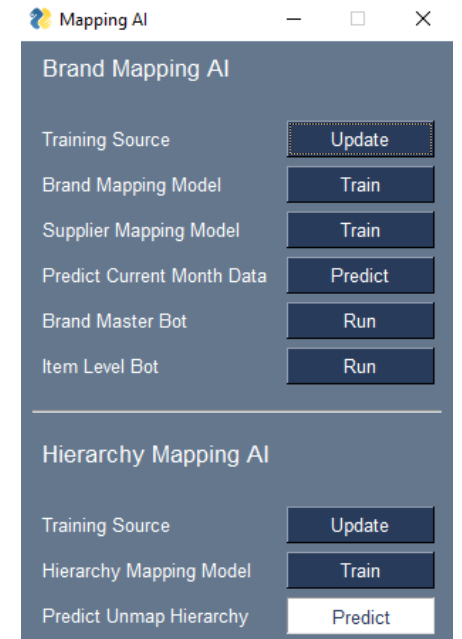 Mapping AI
Brand Mapping AI
Training Source Update
Brand Mapping Model Train
Supplier Mapping Model Train
Predict Current Month Data Predict
Brand Master Bot Run
Item Level Bot Run
Hierarchy Mapping AI
Training Source Update
Hierarchy Mapping Model Train
Predict Unmap Hierarchy Predict